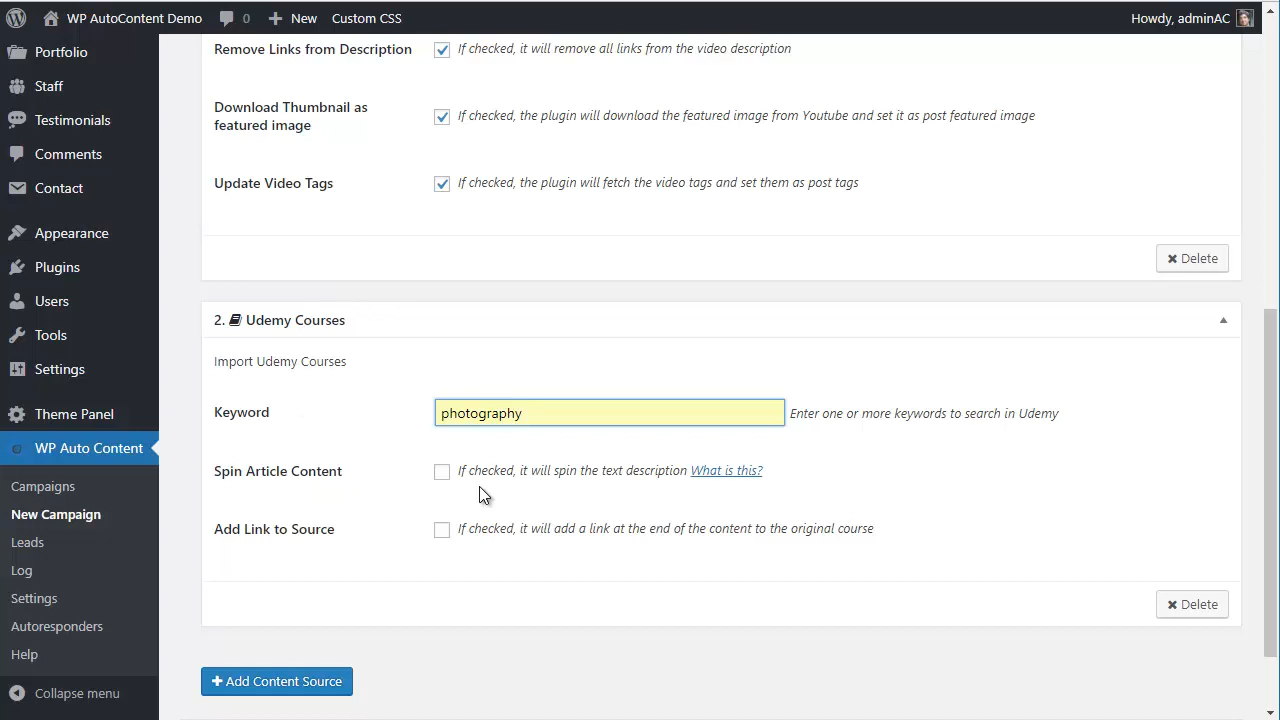 WP AutoContent Demo 0 New Custom CSS Howdy, adminAC
Portfolio
Staff
Testimonials
Comments
Contact
Appearance
Plugins
Users
Tools
Settings
Theme Panel
WP Auto Content
Campaigns
New Campaign
Leads
Log
Settings
Autoresponders
Help
Collapse menu
Remove Links from Description If checked, it will remove all links from the video description
Download Thumbnail as
featured image If checked, the plugin will download the featured image from Youtube and set it as post featured image
Update Video Tags If checked, the plugin will fetch the video tags and set them as post tags
Delete
2. Udemy Courses
Import Udemy Courses
Keyword photography Enter one or more keywords to search in Udemy
Spin Article Content If checked, it will spin the text description What is this?
Add Link to Source If checked, it will add a link at the end of the content to the original course
Delete
Add Content Source